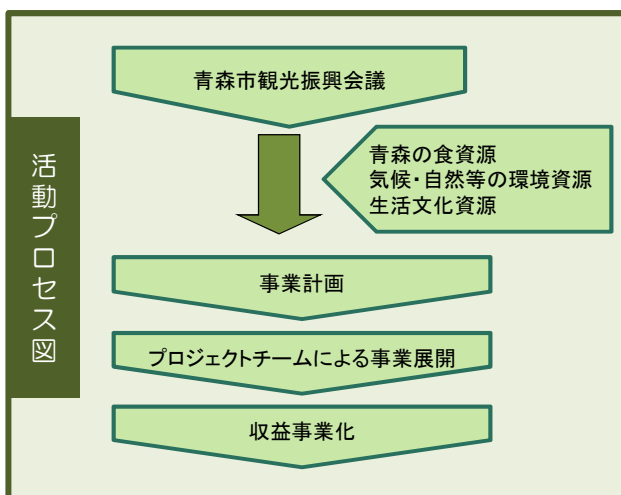 活動プロセス図
青森市観光振興会議
青森の食資源
気候・自然等の環境資源
生活文化資源
事業計画
プロジェクトチームによる事業展開
収益事業化